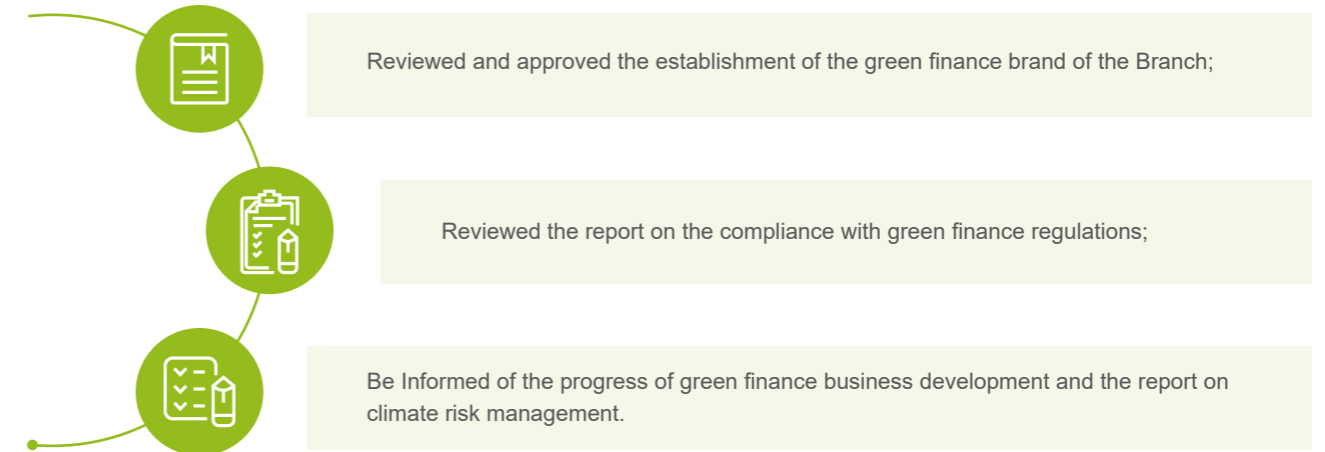 Reviewed and approved the establishment of the green finance brand of the Branch;
Reviewed the report on the compliance with green finance regulations;
Be Informed of the progress of green finance business development and the report on
climate risk management.